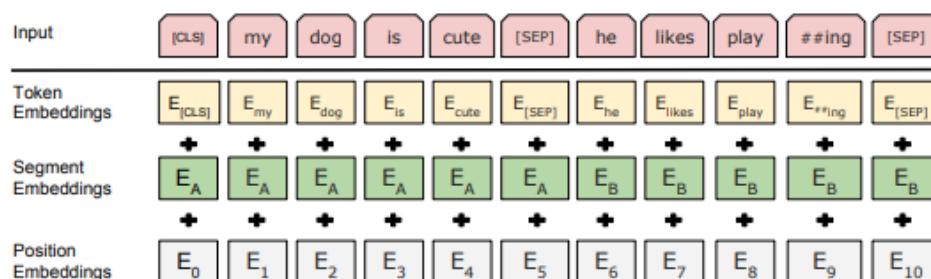 Input [CLS] my dog is cute [SEP] he likes play ##ing [SEP]
Token Embeddings E[CLS] Emy Edog Eis Ecute E[SEP] Ehe Elikes Eplay E##ing E[SEP]
+ + + + + + + + + + +
Segment Embeddings EA EA EA EA EA EA EB EB EB EB EB
+ + + + + + + + + + +
Position Embeddings E0 E1 E2 E3 E4 E5 E6 E7 E8 E9 E10